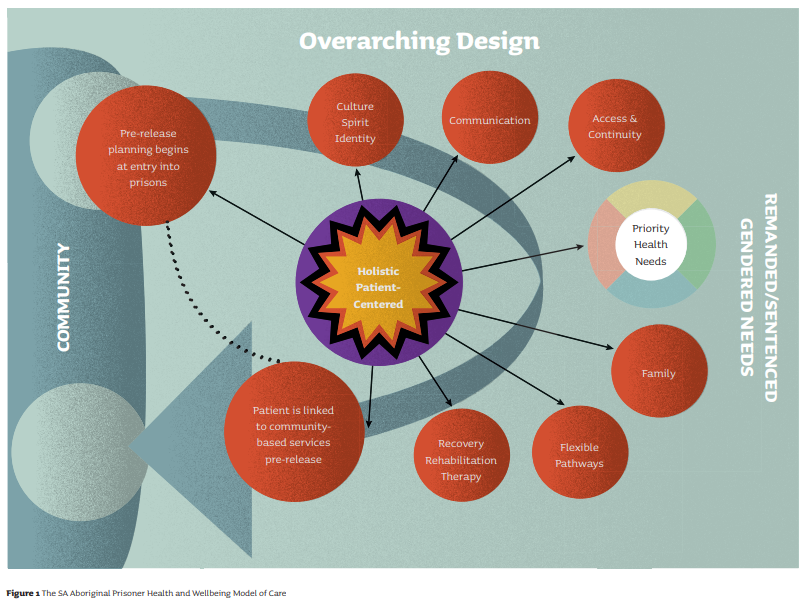 Overarching Design
Pre-release
planning begins
at entry into
prisons
Culture
Spirit
Identity
Communication
Access &
Continuity
Priority
Health
Needs
REMANDED/SENTENCED
GENDERED NEEDS
COMMUNITY
Holistic
Patient-
Centered
Family
Patient is linked
to community-
based services
pre-release
Recovery
Rehabilitation
Therapy
Flexible
Pathways
Figure 1 The SA Aboriginal Prisoner Health and Wellbeing Model of Care